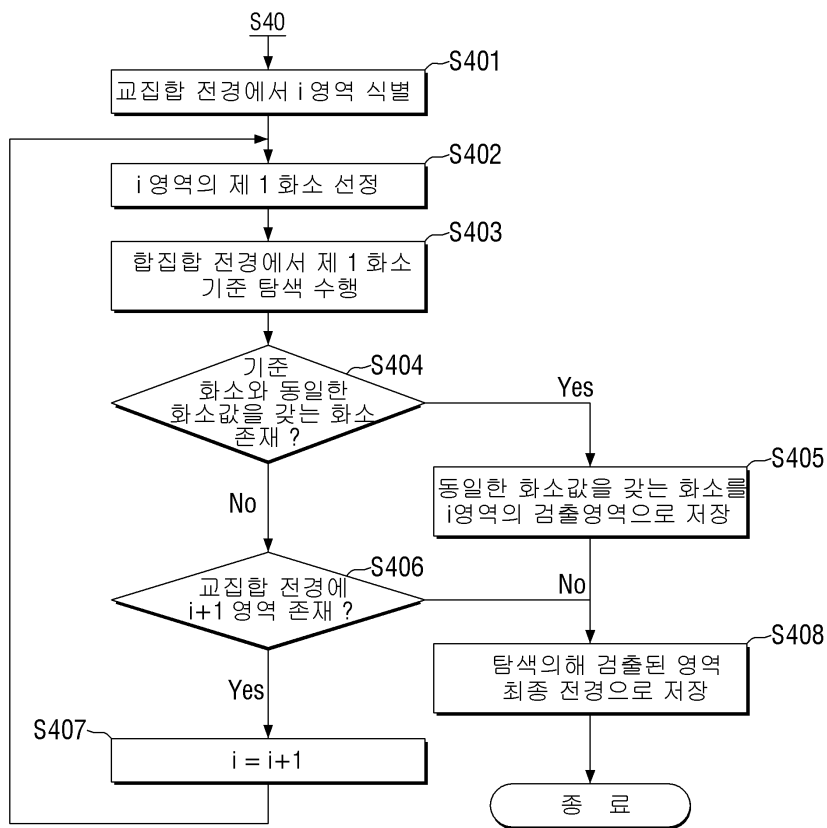 S40
S401
교집합 전경에서 i 영역 식별
S402
i 영역의 제 1 화소 선정
S403
합집합 전경에서 제 1 화소
기준 탐색 수행
S404
기준
화소와 동일한
화소값을 갖는 화소
존재 ?
Yes
No
S405
동일한 화소값을 갖는 화소를
i영역의 검출영역으로 저장
S406
교집합 전경에
i+1 영역 존재 ?
No
Yes
S408
탐색의해 검출된 영역
최종 전경으로 저장
S407
i = i+1
종 료